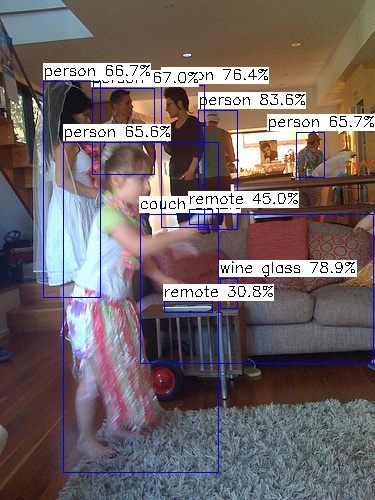 person 66.7%
person 67.0%
n 76.4%
person 83.6%
person 65.7%
person 65.6%
couch
remote 45.0%
wine glass 78.9%
remote 30.8%